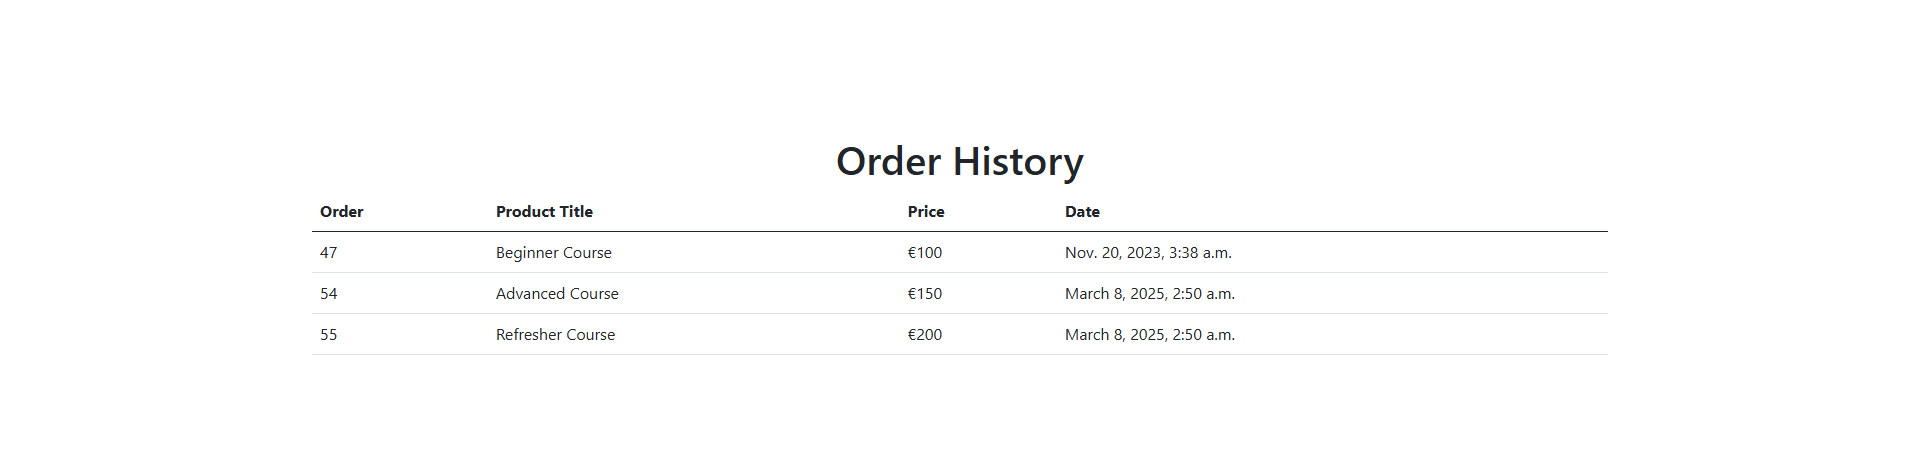 Order History
Order Product Title Price Date
47 Beginner Course €100 Nov. 20, 2023, 3:38 a.m.
54 Advanced Course €150 March 8, 2025, 2:50 a.m.
55 Refresher Course €200 March 8, 2025, 2:50 a.m.